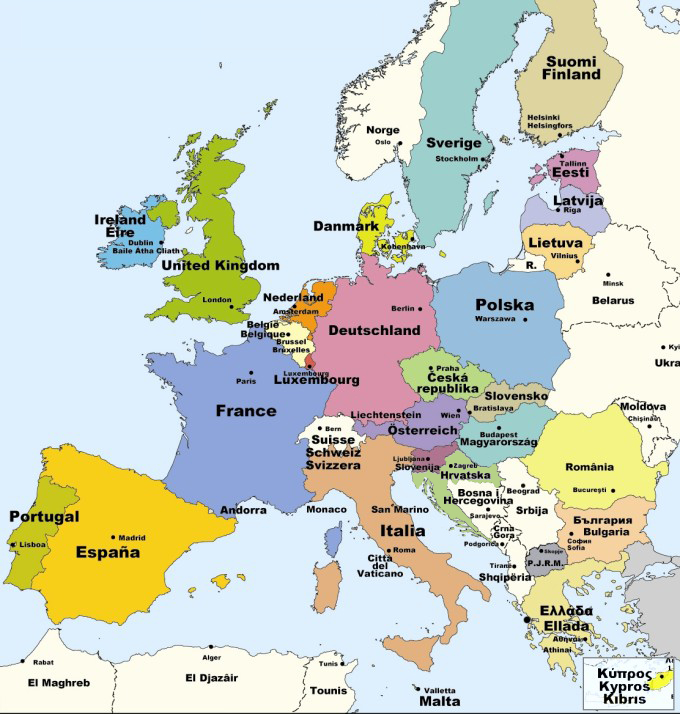 Suomi
Finland
Helsinki
Helsingfors
Norge
Oslo
Sverige
Stockholm
Tallinn
Eesti
Latvija
Riga
Ireland
Éire
Dublin
Baile Atha Cliath
Danmark
København
Lietuva
Vilnius
R.
Minsk
Belarus
United Kingdom
London
Nederland
Amsterdam
Berlin
Deutschland
Polska
Warszawa
België
Belgique
Brussel
Bruxelles
Luxembourg
Luxembourg
Paris
France
Praha
Česká
republika
Slovensko
Bratislava
Liechtenstein
Wien
Österreich
Budapest
Magyarország
Moldova
Chişinău
Bern
Suisse
Schweiz
Svizzera
Ljubljana
Slovenija
Zagreb
Hrvatska
România
Bucureşti
Bosna i
Hercegovina
Sarajevo
Beograd
Srbija
Crna
Gora
Podgorica
България
Bulgaria
София
Sofia
Skopje
P.J.R.M.
Tirane
Shqipëria
Andorra
Monaco
San Marino
Italia
Roma
Città
del
Vaticano
Portugal
Lisboa
Madrid
España
Ελλάδα
Ellada
Αθήναι
Athinai
Κύπρος
Kypros
Kıbrıs
Rabat
El Maghreb
Alger
El Djazâir
Tunis
Tounis
Valletta
Malta